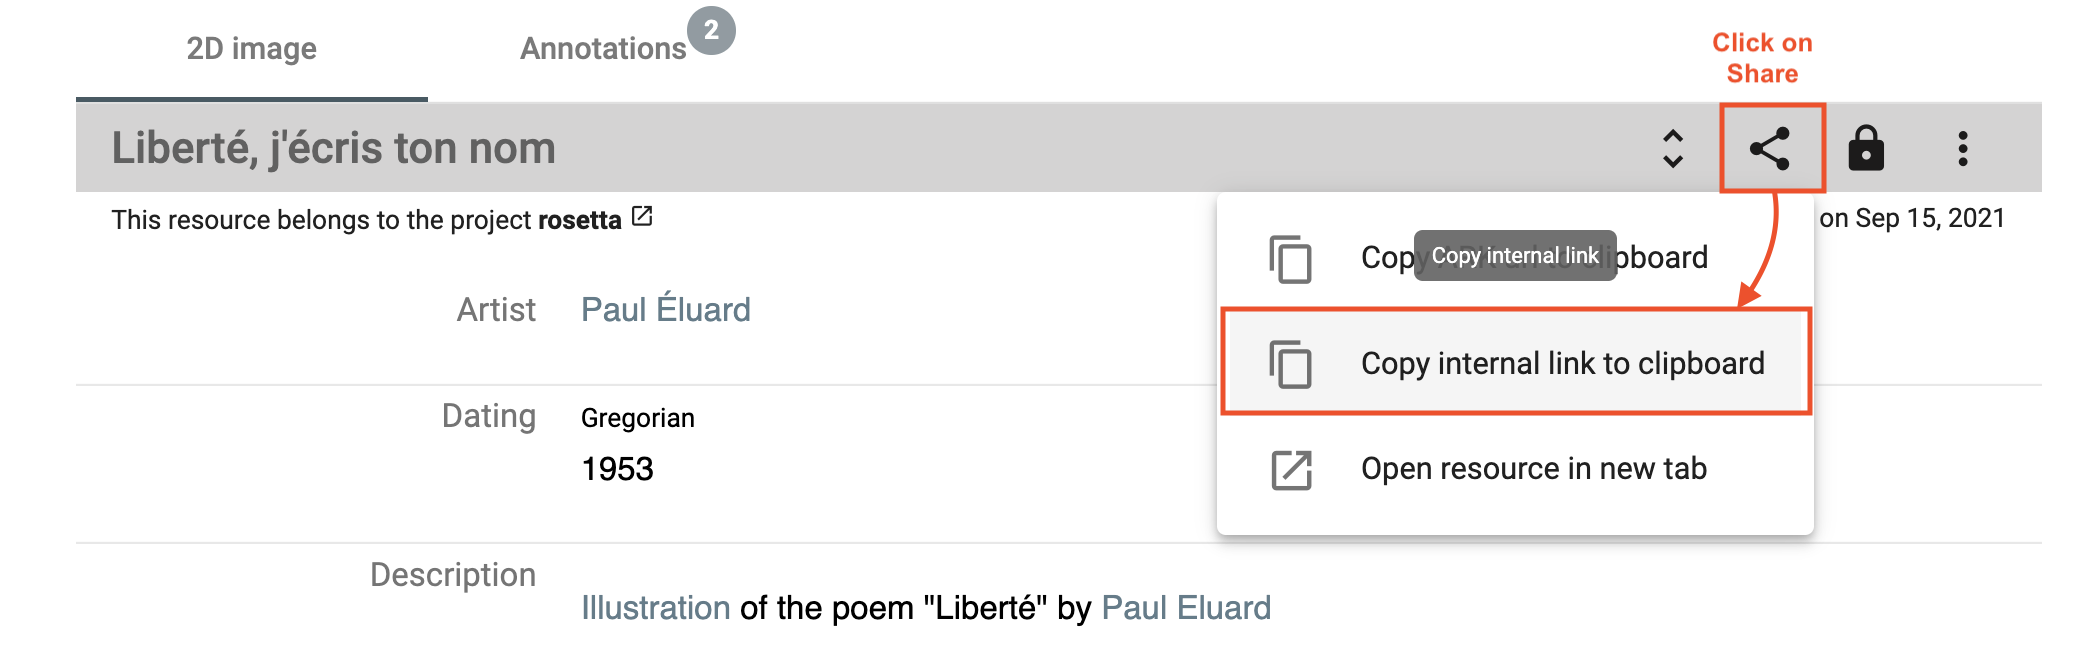 2D image
Annotations 2
Click on
Share
Liberté, j'écris ton nom
This resource belongs to the project rosetta
on Sep 15, 2021
Copy clipboard
Copy internal link
Artist Paul Éluard
Copy internal link to clipboard
Dating Gregorian
1953
Open resource in new tab
Description
Illustration of the poem "Liberté" by Paul Eluard